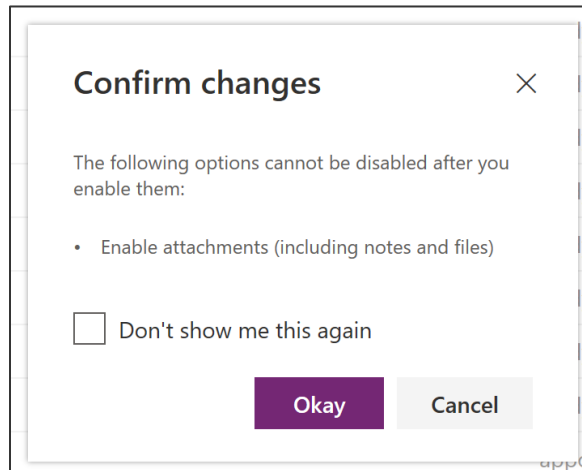 Confirm changes
The following options cannot be disabled after you
enable them:
• Enable attachments (including notes and files)
Don't show me this again
Okay
Cancel